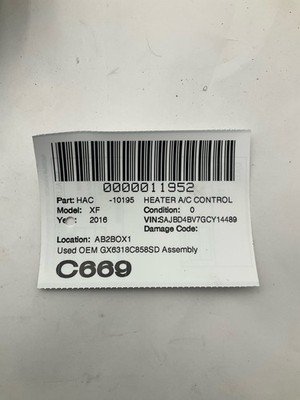 0000011952
Part: HAC -10195 HEATER A/C CONTROL
Model: XF Condition: 0
2016 VIN:SAJBD4BV7GCY14489
Damage Code:
Location: AB2BOX1
Used OEM GX6318C858SD Assembly
C669